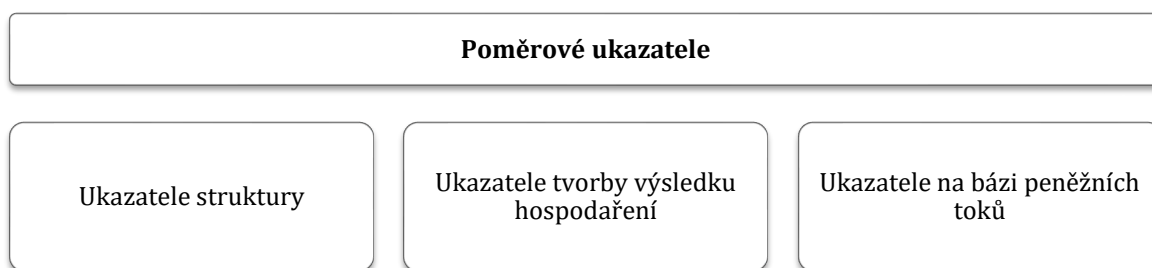 Poměrové ukazatele
Ukazatele struktury
Ukazatele tvorby výsledku
hospodaření
Ukazatele na bázi peněžních
toků